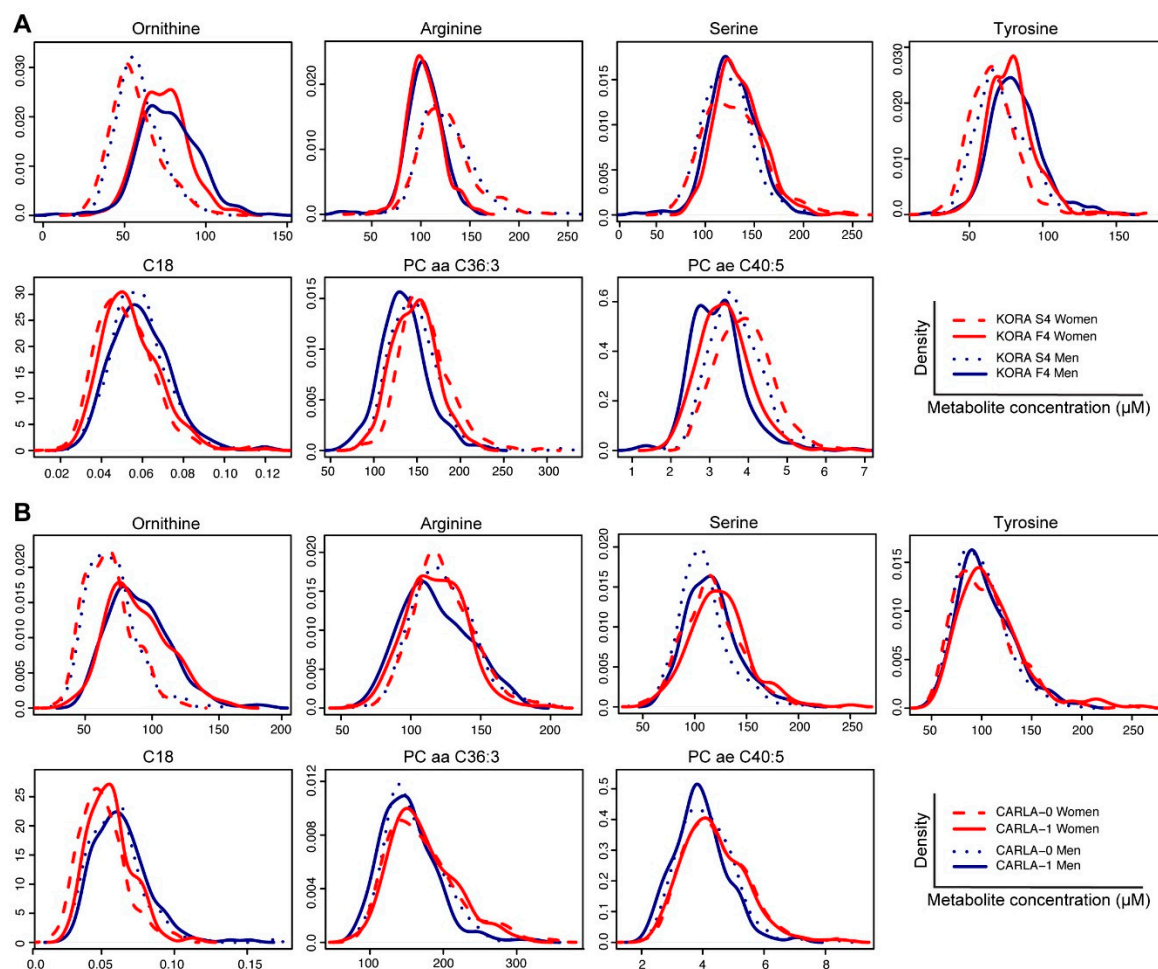 A
Ornithine Arginine Serine Tyrosine
0.030 0.020 0.010 0.0
0 50 100 150
0.020 0.010 0.0
50 100 150 200 250
0.015 0.010 0.005 0.0
0 50 100 150 200 250
0.030 0.020 0.010 0.0
50 100 150
C18 PC aa C36:3 PC ae C40:5
30 25 20 15 10 5 0
0.02 0.04 0.06 0.08 0.10 0.12
0.015 0.010 0.005 0.0
50 100 150 200 250 300
0.6 0.4 0.2 0.0
1 2 3 4 5 6 7
Density
KORA S4 Women
KORA F4 Women
KORA S4 Men
KORA F4 Men
Metabolite concentration (µM)
B
Ornithine Arginine Serine Tyrosine
0.020 0.015 0.010 0.005 0.000
50 100 150 200
0.020 0.015 0.010 0.005 0.000
50 100 150 200
0.020 0.015 0.010 0.005 0.000
50 100 150 200 250
0.015 0.010 0.005 0.000
50 100 150 200 250
C18 PC aa C36:3 PC ae C40:5
25 20 15 10 5 0
0.0 0.05 0.10 0.15
0.012 0.008 0.004 0.000
100 200 300
0.5 0.4 0.3 0.2 0.1 0.0
2 4 6 8
Density
CARLA-0 Women
CARLA-1 Women
CARLA-0 Men
CARLA-1 Men
Metabolite concentration (µM)